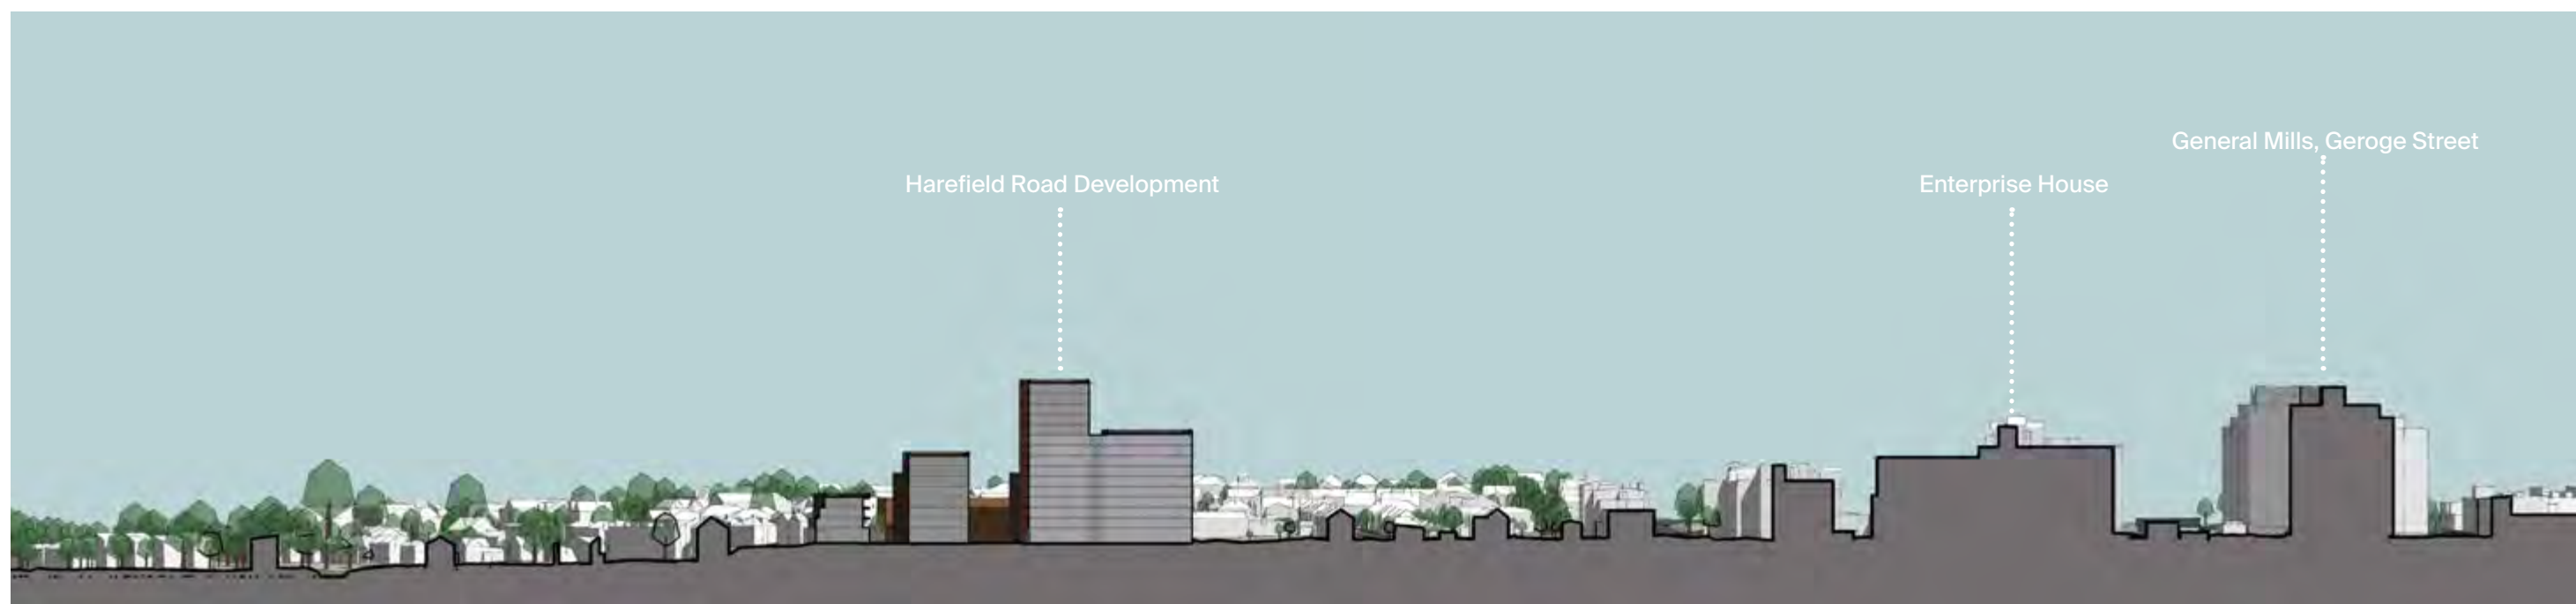 General Mills, Geroge Street
Harefield Road Development
Enterprise House